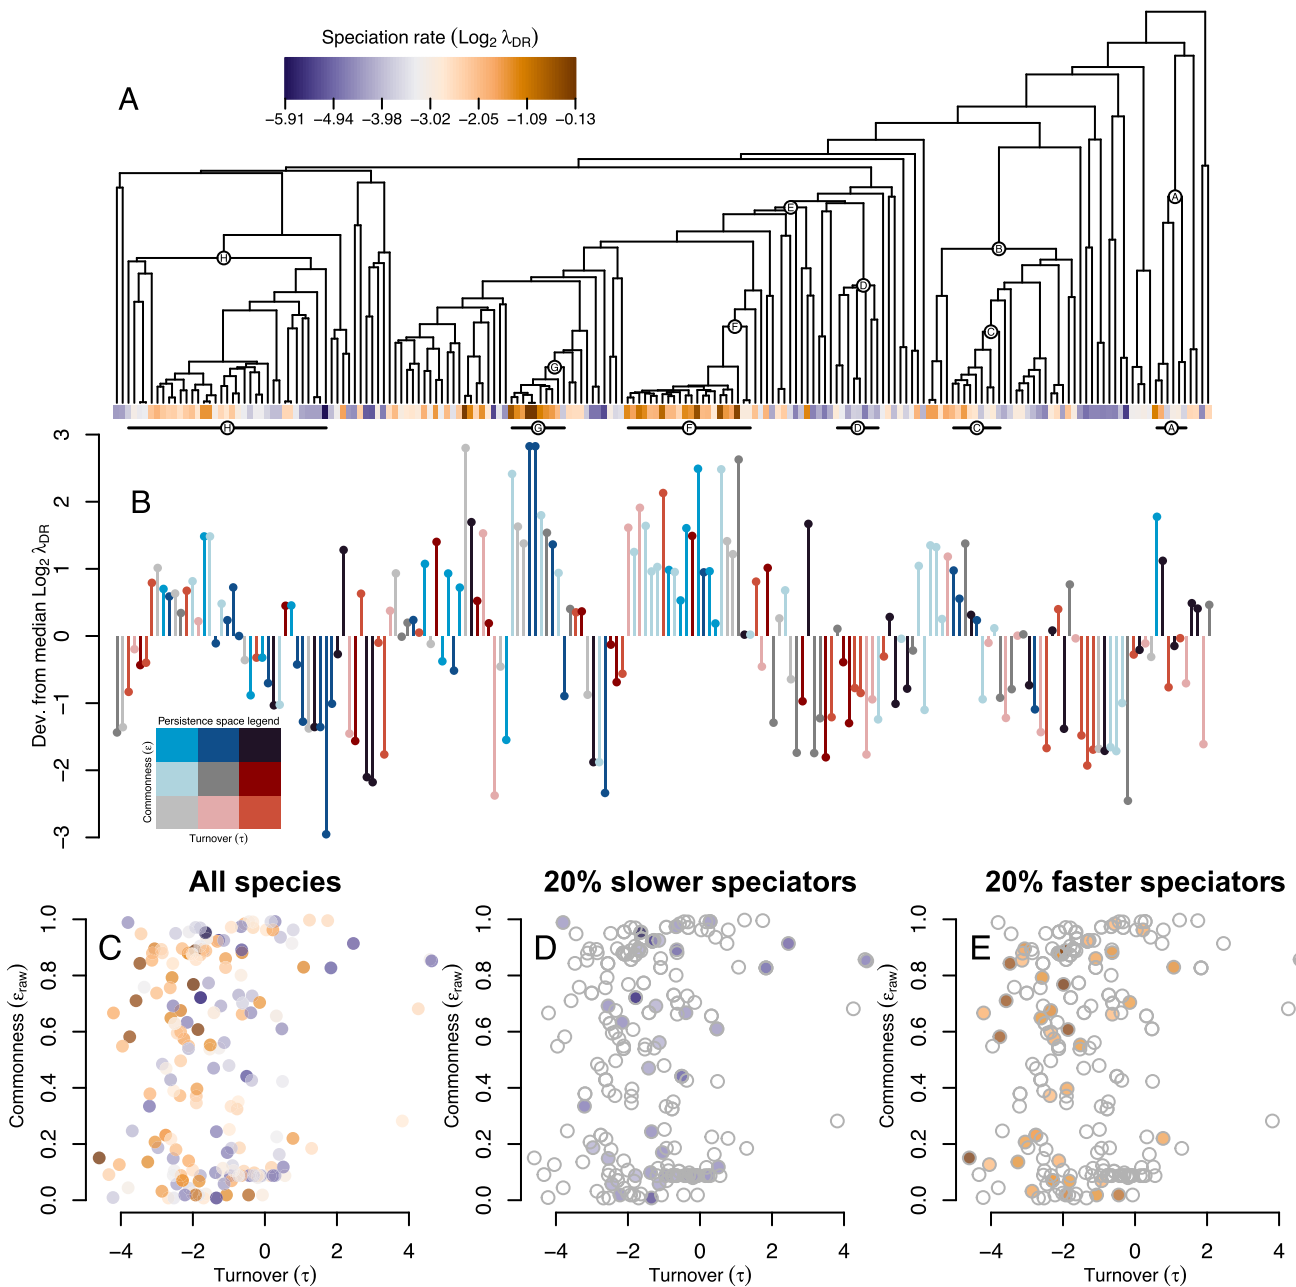 Speciation rate (Log₂ λDR)
A
−5.91 −4.94 −3.98 −3.02 −2.05 −1.09 −0.13
A
E
B
H
D
F
C
G
H G F D C A
3
2
1
0
−1
−2
−3
Dev. from median Log₂ λDR
B
Persistence space legend
Commonness (ε)
Turnover (τ)
All species
20% slower speciators
20% faster speciators
C
1.0
0.8
0.6
0.4
0.2
0.0
Commonness (εraw)
−4 −2 0 2 4
Turnover (τ)
D
1.0
0.8
0.6
0.4
0.2
0.0
Commonness (εraw)
−4 −2 0 2 4
Turnover (τ)
E
1.0
0.8
0.6
0.4
0.2
0.0
Commonness (εraw)
−4 −2 0 2
Turnover (τ)